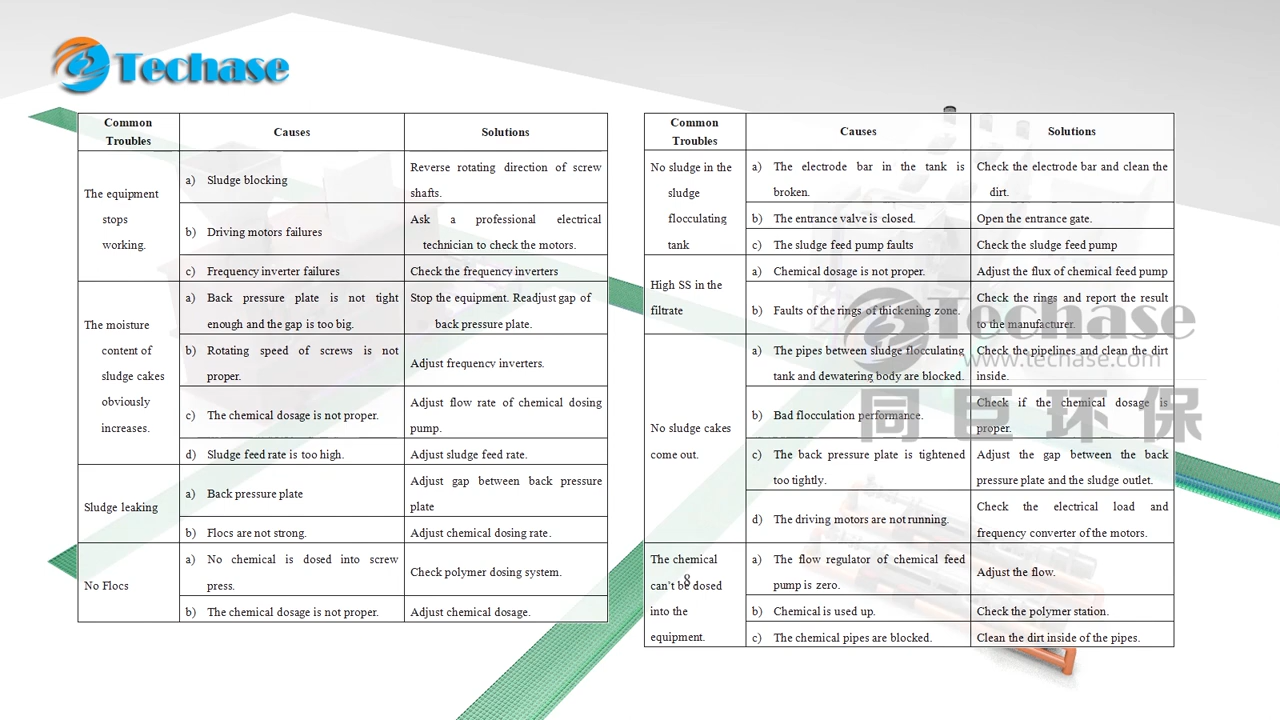 Techase
Common
Troubles
Causes
Solutions
The equipment
stops
working.
a) Sludge blocking
Reverse rotating direction of screw
shafts.
b) Driving motors failures
Ask a professional electrical
technician to check the motors.
c) Frequency inverter failures
Check the frequency inverters
The moisture
content of
sludge cakes
obviously
increases.
a) Back pressure plate is not tight
enough and the gap is too big.
Stop the equipment. Readjust gap of
back pressure plate.
b) Rotating speed of screws is not
proper.
Adjust frequency inverters.
c) The chemical dosage is not proper.
Adjust flow rate of chemical dosing
pump.
d) Sludge feed rate is too high.
Adjust sludge feed rate.
Sludge leaking
a) Back pressure plate
Adjust gap between back pressure
plate
b) Flocs are not strong.
Adjust chemical dosing rate.
No Flocs
a) No chemical is dosed into screw
press.
Check polymer dosing system.
b) The chemical dosage is not proper.
Adjust chemical dosage.
Common
Troubles
Causes
Solutions
No sludge in the
sludge
flocculating
tank
a) The electrode bar in the tank is
broken.
Check the electrode bar and clean the
dirt.
b) The entrance valve is closed.
Open the entrance gate.
c) The sludge feed pump faults
Check the sludge feed pump
High SS in the
filtrate
a) Chemical dosage is not proper.
Adjust the flux of chemical feed pump
b) Faults of the rings of thickening zone.
Check the rings and report the result
to the manufacturer.
No sludge cakes
come out.
a) The pipes between sludge flocculating
tank and dewatering body are blocked.
Check the pipelines and clean the dirt
inside.
b) Bad flocculation performance.
Check if the chemical dosage is
proper.
c) The back pressure plate is tightened
too tightly.
Adjust the gap between the back
pressure plate and the sludge outlet.
d) The driving motors are not running.
Check the electrical load and
frequency converter of the motors.
The chemical
can't be dosed
into the
equipment.
a) The flow regulator of chemical feed
pump is zero.
Adjust the flow.
b) Chemical is used up.
Check the polymer station.
c) The chemical pipes are blocked.
Clean the dirt inside of the pipes.
8
Techase
www.techase.com
同巨环保